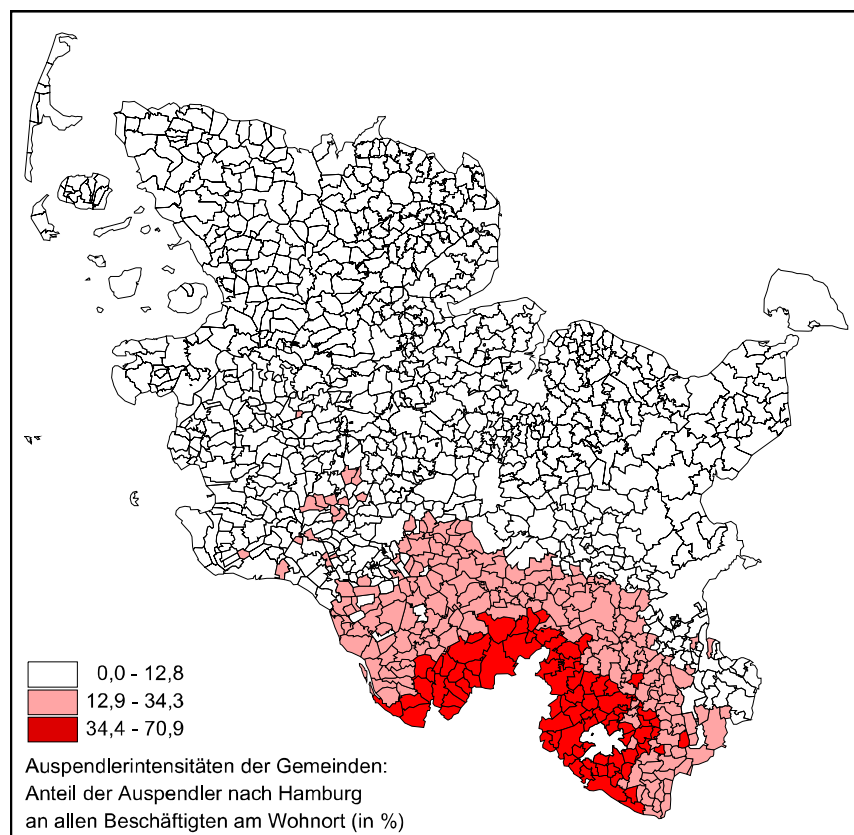 0,0 - 12,8
12,9 - 34,3
34,4 - 70,9
Auspendlerintensitäten der Gemeinden:
Anteil der Auspendler nach Hamburg
an allen Beschäftigten am Wohnort (in %)